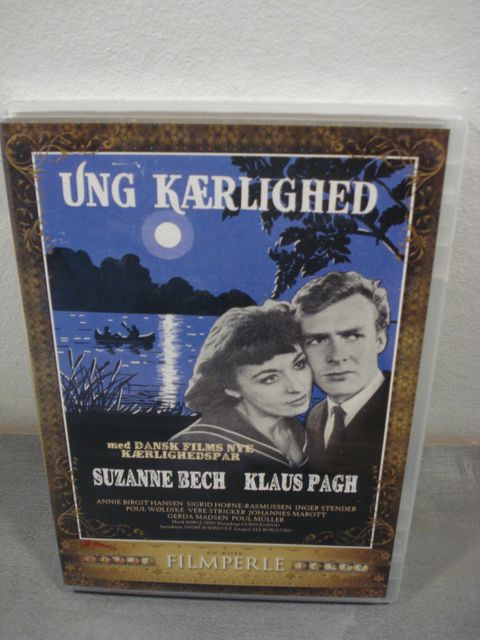 UNG KÆRLIGHED
med DANSK FILMS NYE
KÆRLIGHEDSPAR
SUZANNE BECH KLAUS PAGH
ANNIE BIRGIT HANSEN SIGRID HORNE-RASMUSSEN INGER STENDER
POUL WØLDIKE VERE STRICKER JOHANNES MAROTT
GERDA MADSEN POUL MÜLLER
FILMPERLE